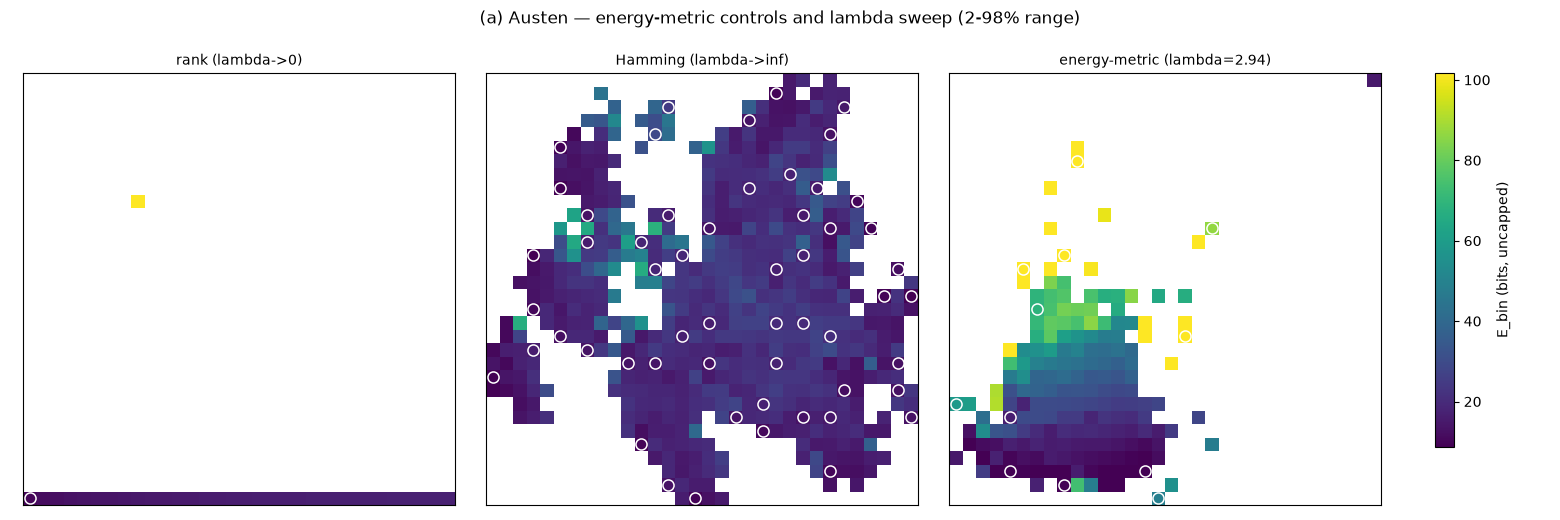 (a) Austen — energy-metric controls and lambda sweep (2-98% range)
rank (lambda->0)
Hamming (lambda->inf)
energy-metric (lambda=2.94)
100
80
60
40
20
E_bin (bits, uncapped)